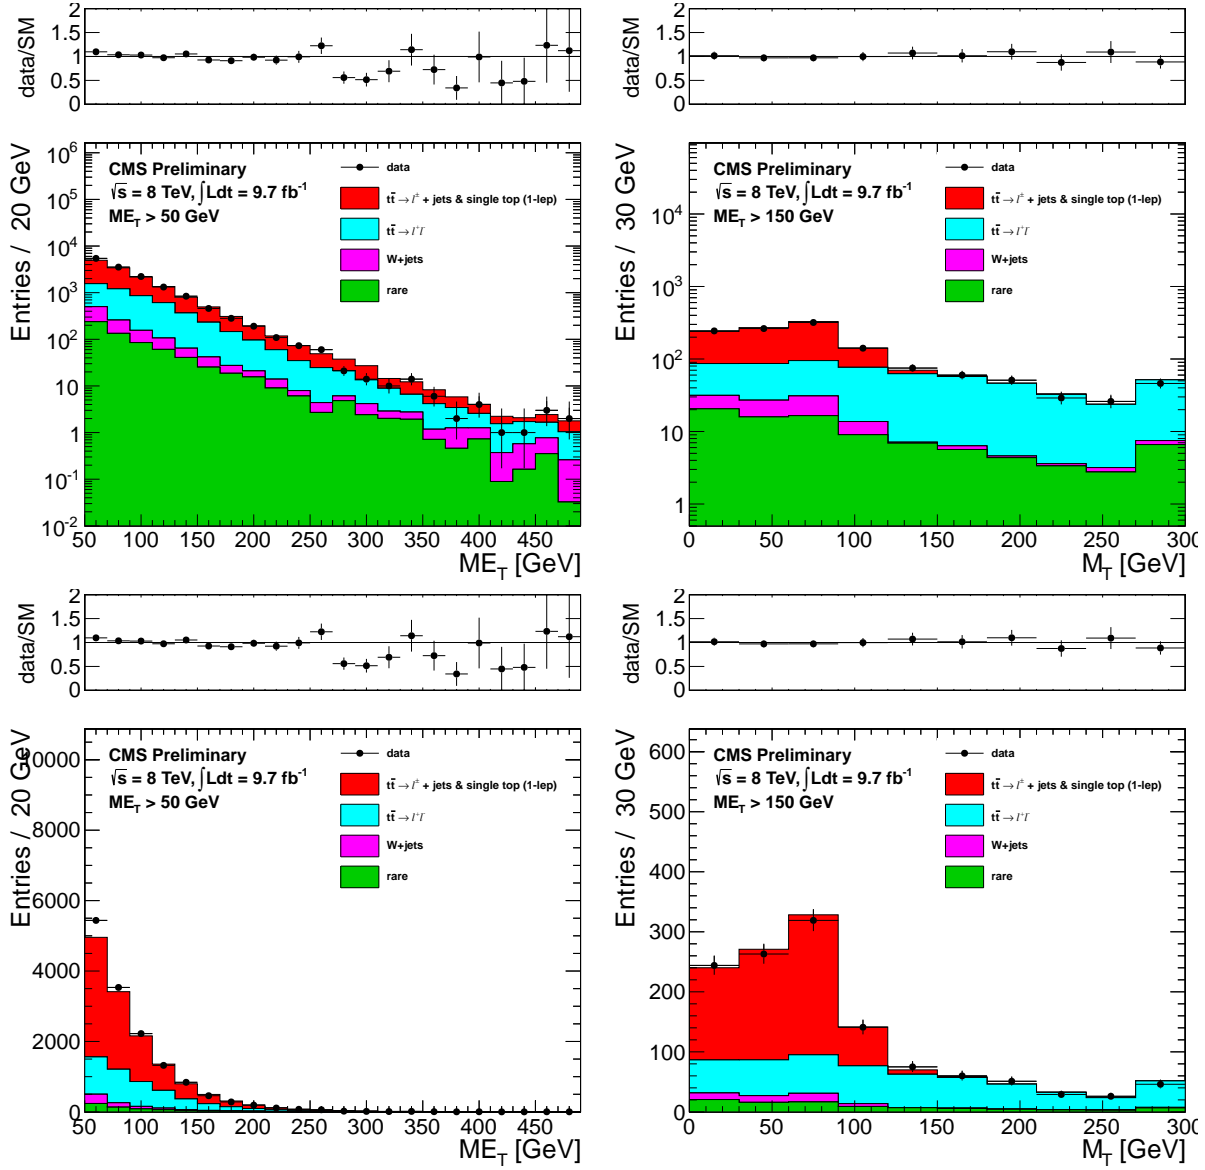 data/SM
2
1.5
1
0.5
0
data/SM
2
1.5
1
0.5
0
Entries / 20 GeV
10⁶
10⁵
10⁴
10³
10²
10
1
10⁻¹
10⁻²
CMS Preliminary
√s = 8 TeV, ∫Ldt = 9.7 fb⁻¹
ME_T > 50 GeV
data
tt̄ → l± + jets & single top (1-lep)
tt̄ → l⁺l⁻
W+jets
rare
50 100 150 200 250 300 350 400 450
ME_T [GeV]
Entries / 30 GeV
10⁴
10³
10²
10
1
CMS Preliminary
√s = 8 TeV, ∫Ldt = 9.7 fb⁻¹
ME_T > 150 GeV
data
tt̄ → l± + jets & single top (1-lep)
tt̄ → l⁺l⁻
W+jets
rare
0 50 100 150 200 250 300
M_T [GeV]
data/SM
2
1.5
1
0.5
0
data/SM
2
1.5
1
0.5
0
Entries / 20 GeV
10000
8000
6000
4000
2000
0
CMS Preliminary
√s = 8 TeV, ∫Ldt = 9.7 fb⁻¹
ME_T > 50 GeV
data
tt̄ → l± + jets & single top (1-lep)
tt̄ → l⁺l⁻
W+jets
rare
50 100 150 200 250 300 350 400 450
ME_T [GeV]
Entries / 30 GeV
600
500
400
300
200
100
0
CMS Preliminary
√s = 8 TeV, ∫Ldt = 9.7 fb⁻¹
ME_T > 150 GeV
data
tt̄ → l± + jets & single top (1-lep)
tt̄ → l⁺l⁻
W+jets
rare
0 50 100 150 200 250 300
M_T [GeV]